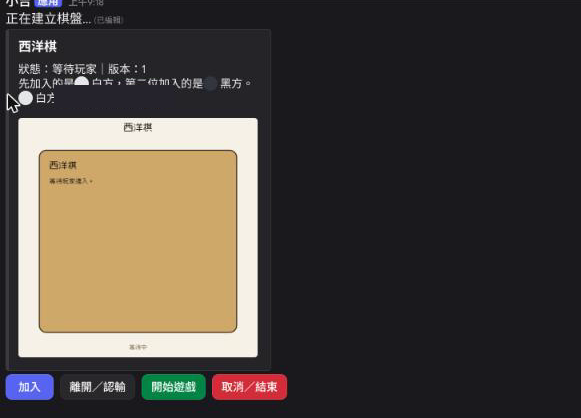 小吉 應用 上午9:18
正在建立棋盤... (已編輯)
西洋棋
狀態：等待玩家｜版本：1
先加入的是⚪ 白方，第二位加入的是⚫ 黑方。
⚪ 白方
西洋棋
西洋棋
等待玩家進入。
等待中
加入 離開／認輸 開始遊戲 取消／結束